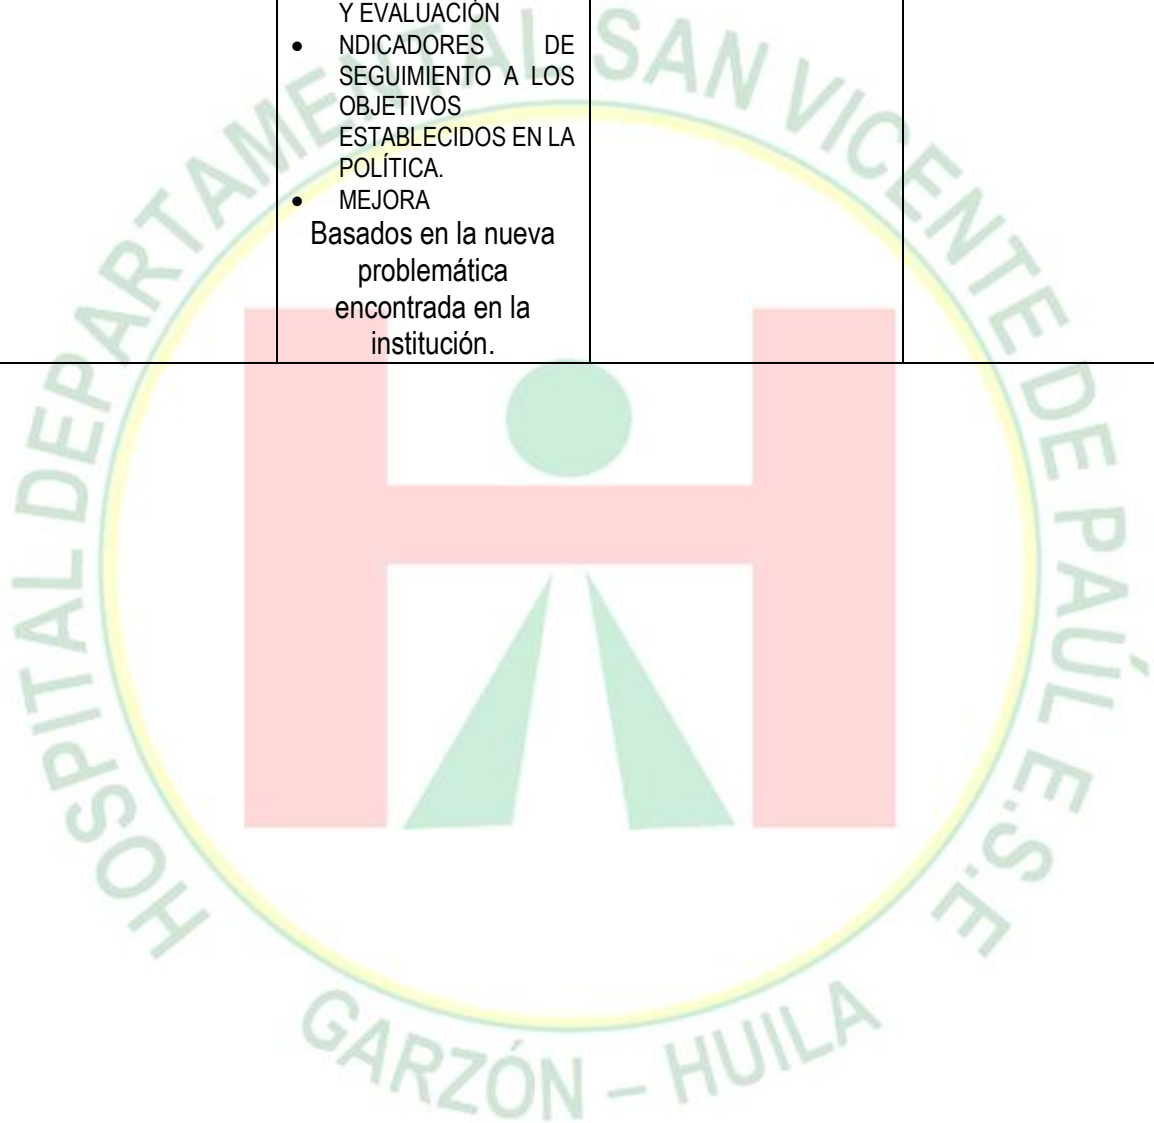 Y EVALUACIÓN
• NDICADORES DE
SEGUIMIENTO A LOS
OBJETIVOS
ESTABLECIDOS EN LA
POLÍTICA.
• MEJORA
Basados en la nueva
problemática
encontrada en la
institución.
HOSPITAL DEPARTAMENTAL SAN VICENTE DE PAÚL E.S.E
GARZÓN – HUILA